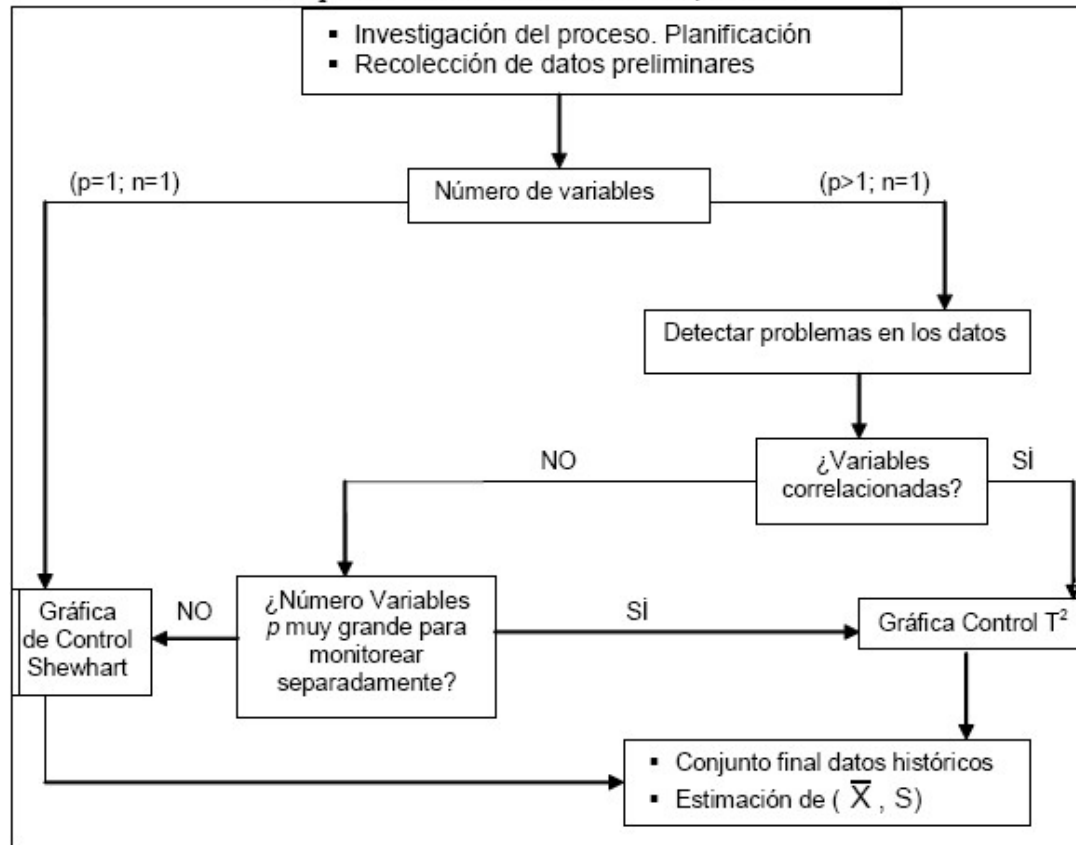 ▪ Investigación del proceso. Planificación
▪ Recolección de datos preliminares
(p=1; n=1)
Número de variables
(p>1; n=1)
Detectar problemas en los datos
NO
¿Variables
correlacionadas?
SÍ
Gráfica
de Control
Shewhart
NO
¿Número Variables
p muy grande para
monitorear
separadamente?
SÍ
Gráfica Control T²
▪ Conjunto final datos históricos
▪ Estimación de ( X̅ , S)